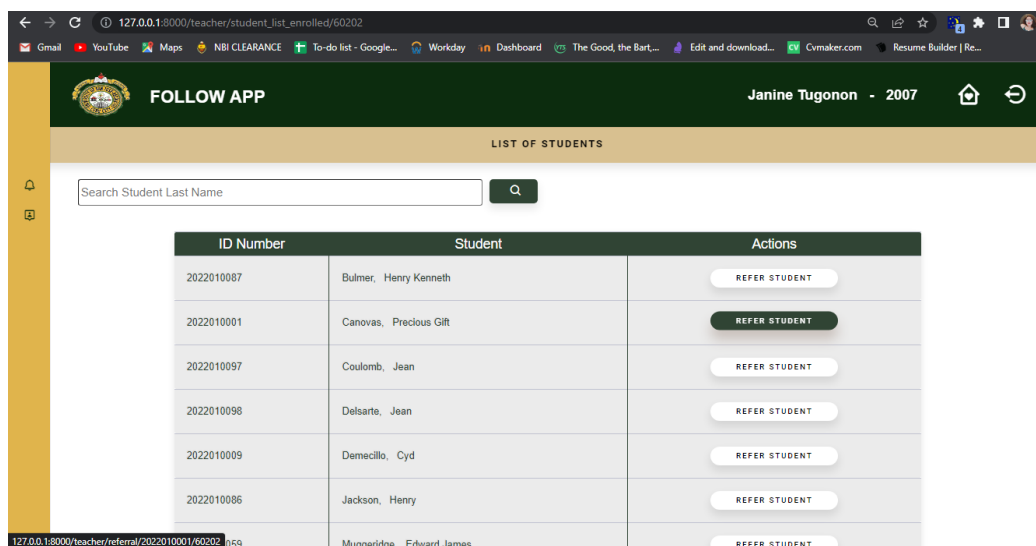 127.0.0.1:8000/teacher/student_list_enrolled/60202
Gmail YouTube Maps NBI CLEARANCE To-do list - Google... Workday Dashboard The Good, the Bart,... Edit and download... CV Cvmaker.com Resume Builder | Re...
FOLLOW APP Janine Tugonon - 2007
LIST OF STUDENTS
Search Student Last Name
ID Number Student Actions
2022010087 Bulmer, Henry Kenneth REFER STUDENT
2022010001 Canovas, Precious Gift REFER STUDENT
2022010097 Coulomb, Jean REFER STUDENT
2022010098 Delsarte, Jean REFER STUDENT
2022010009 Demecillo, Cyd REFER STUDENT
2022010086 Jackson, Henry REFER STUDENT
059 Muggeridge, Edward James REFER STUDENT
127.0.0.1:8000/teacher/referral/2022010001/60202